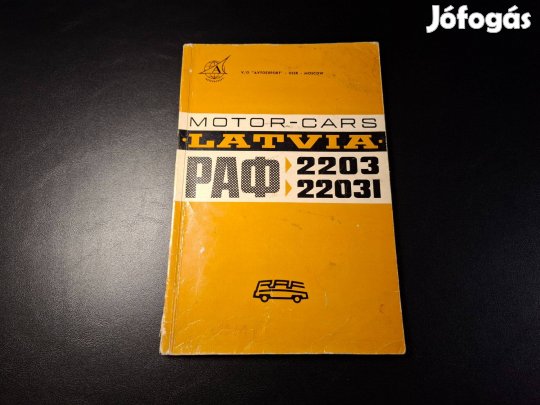 Jófogás
V/O "AVTOEXPORT" · USSR · MOSCOW
MOTOR-CARS
·LATVIA·
РАФ 2203
22031
RAF